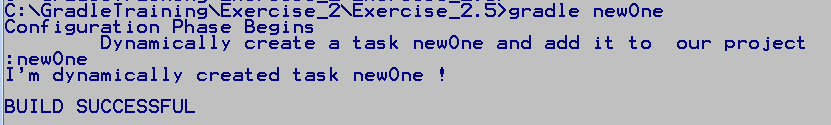 C:\GradleTraining\Exercise_2\Exercise_2.5>gradle newOne
Configuration Phase Begins
        Dynamically create a task newOne and add it to  our project
:newOne
I'm dynamically created task newOne !

BUILD SUCCESSFUL